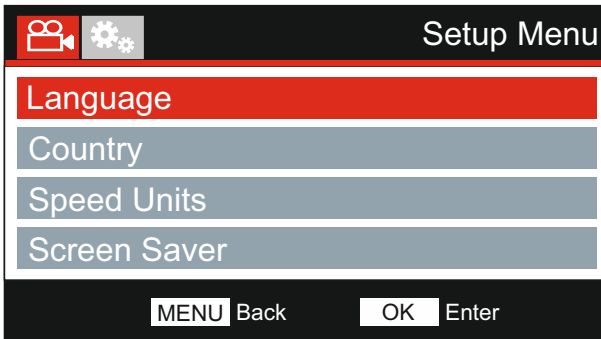 Setup Menu
Language
Country
Speed Units
Screen Saver
MENU Back OK Enter